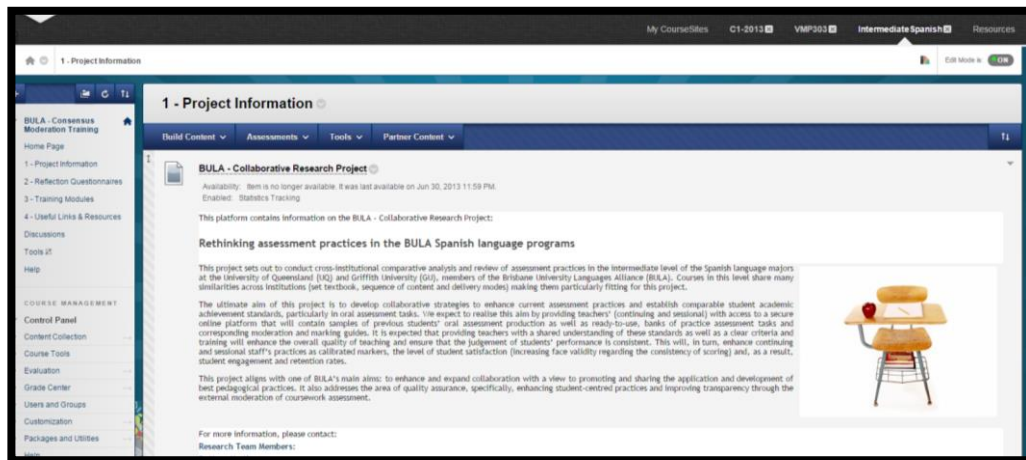 My CourseSites C1-2013 VMP303 Intermediate Spanish Resources
1 - Project Information Edit Mode is: ON
BULA - Consensus
Moderation Training
Home Page
1 - Project Information
2 - Reflection Questionnaires
3 - Training Modules
4 - Useful Links & Resources
Discussions
Tools
Help
COURSE MANAGEMENT
Control Panel
Content Collection
Course Tools
Evaluation
Grade Center
Users and Groups
Customization
Packages and Utilities
Help
1 - Project Information
Build Content Assessments Tools Partner Content
BULA - Collaborative Research Project
Availability: Item is no longer available. It was last available on Jun 30, 2013 11:59 PM.
Enabled: Statistics Tracking
This platform contains information on the BULA - Collaborative Research Project:
Rethinking assessment practices in the BULA Spanish language programs
This project sets out to conduct cross-institutional comparative analysis and review of assessment practices in the intermediate level of the Spanish language majors
at the University of Queensland (UQ) and Griffith University (GU), members of the Brisbane University Languages Alliance (BULA). Courses in this level share many
similarities across institutions (set textbook, sequence of content and delivery modes) making them particularly fitting for this project.
The ultimate aim of this project is to develop collaborative strategies to enhance current assessment practices and establish comparable student academic
achievement standards, particularly in oral assessment tasks. We expect to realise this aim by providing teachers' (continuing and sessional) with access to a secure
online platform that will contain samples of previous students' oral assessment production as well as ready-to-use, banks of practice assessment tasks and
corresponding moderation and marking guides. It is expected that providing teachers with a shared understanding of these standards as well as a clear criteria and
training will enhance the overall quality of teaching and ensure that the judgement of students' performance is consistent. This will, in turn, enhance continuing
and sessional staff's practices as calibrated markers, the level of student satisfaction (increasing face validity regarding the consistency of scoring) and, as a result,
student engagement and retention rates.
This project aligns with one of BULA's main aims: to enhance and expand collaboration with a view to promoting and sharing the application and development of
best pedagogical practices. It also addresses the area of quality assurance, specifically, enhancing student-centred practices and improving transparency through the
external moderation of coursework assessment.
For more information, please contact:
Research Team Members: